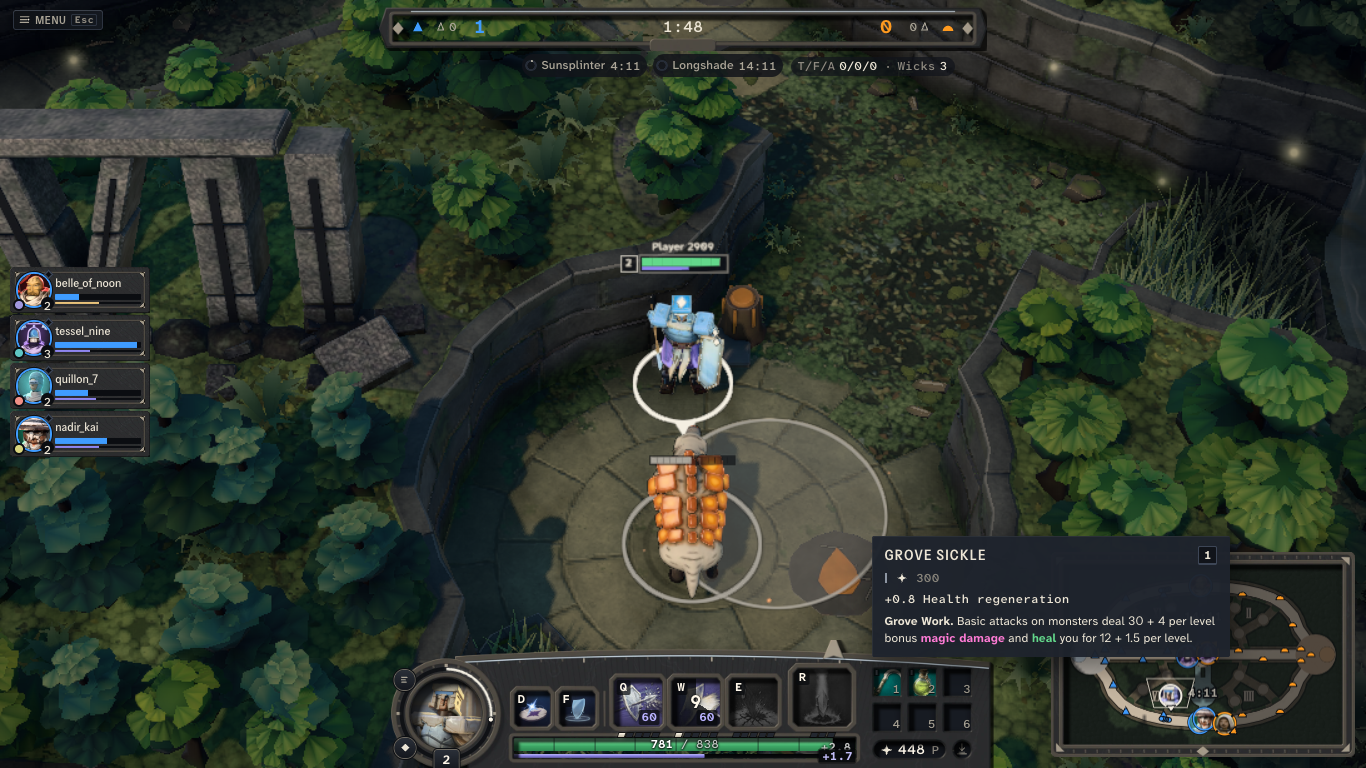 MENU Esc
0 1 1:48 0 0
Sunsplinter 4:11 Longshade 14:11 T/F/A 0/0/0 · Wicks 3
Player 2909
2
belle_of_noon
2
tessel_nine
3
quillon_7
2
nadir_kai
2
GROVE SICKLE 1
I 300
+0.8 Health regeneration
Grove Work. Basic attacks on monsters deal 30 + 4 per level
bonus magic damage and heal you for 12 + 1.5 per level.
D F Q 60 W 9 60 E R
1 2 3
4 5 6
781 / 838
+1.7
448 P
2
II
III
4:11